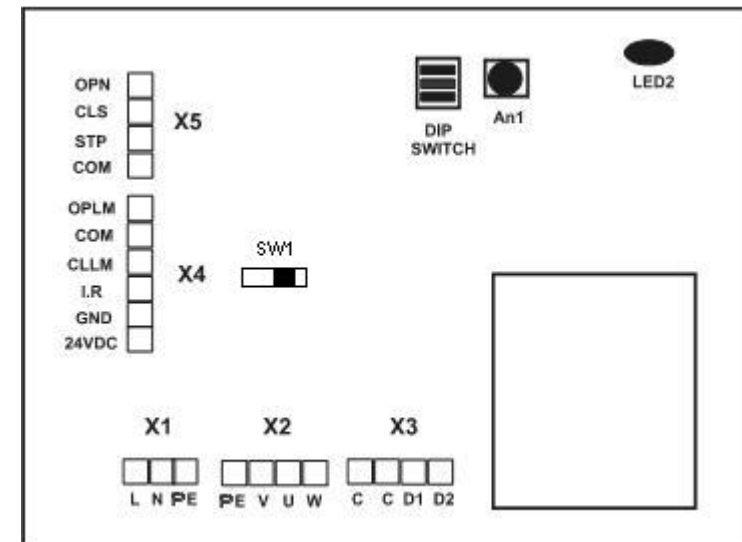 LED2
An1
DIP
SWITCH
OPN
CLS
STP
COM
X5
OPLM
COM
CLLM
I.R
GND
24VDC
X4
SW1
X1 X2 X3
L N PE PE V U W C C D1 D2